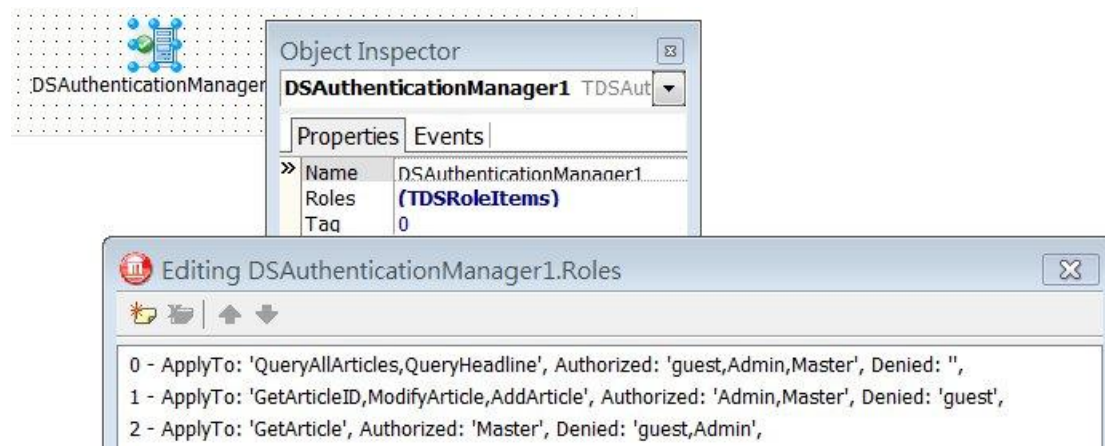 DSAuthenticationManager
Object Inspector
DSAuthenticationManager1 TDSAut
Properties Events
Name DSAuthenticationManager1
Roles (TDSRoleItems)
Tag 0
Editing DSAuthenticationManager1.Roles
0 - ApplyTo: 'QueryAllArticles,QueryHeadline', Authorized: 'guest,Admin,Master', Denied: '',
1 - ApplyTo: 'GetArticleID,ModifyArticle,AddArticle', Authorized: 'Admin,Master', Denied: 'guest',
2 - ApplyTo: 'GetArticle', Authorized: 'Master', Denied: 'guest,Admin',